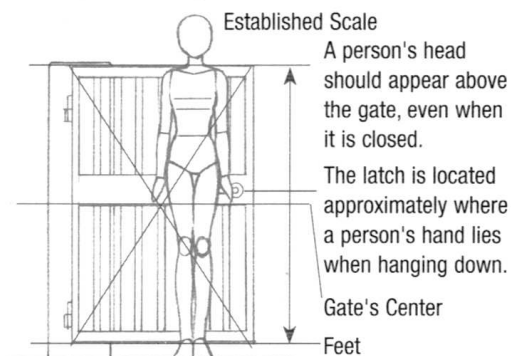 Established Scale
A person's head
should appear above
the gate, even when
it is closed.
The latch is located
approximately where
a person's hand lies
when hanging down.
Gate's Center
Feet